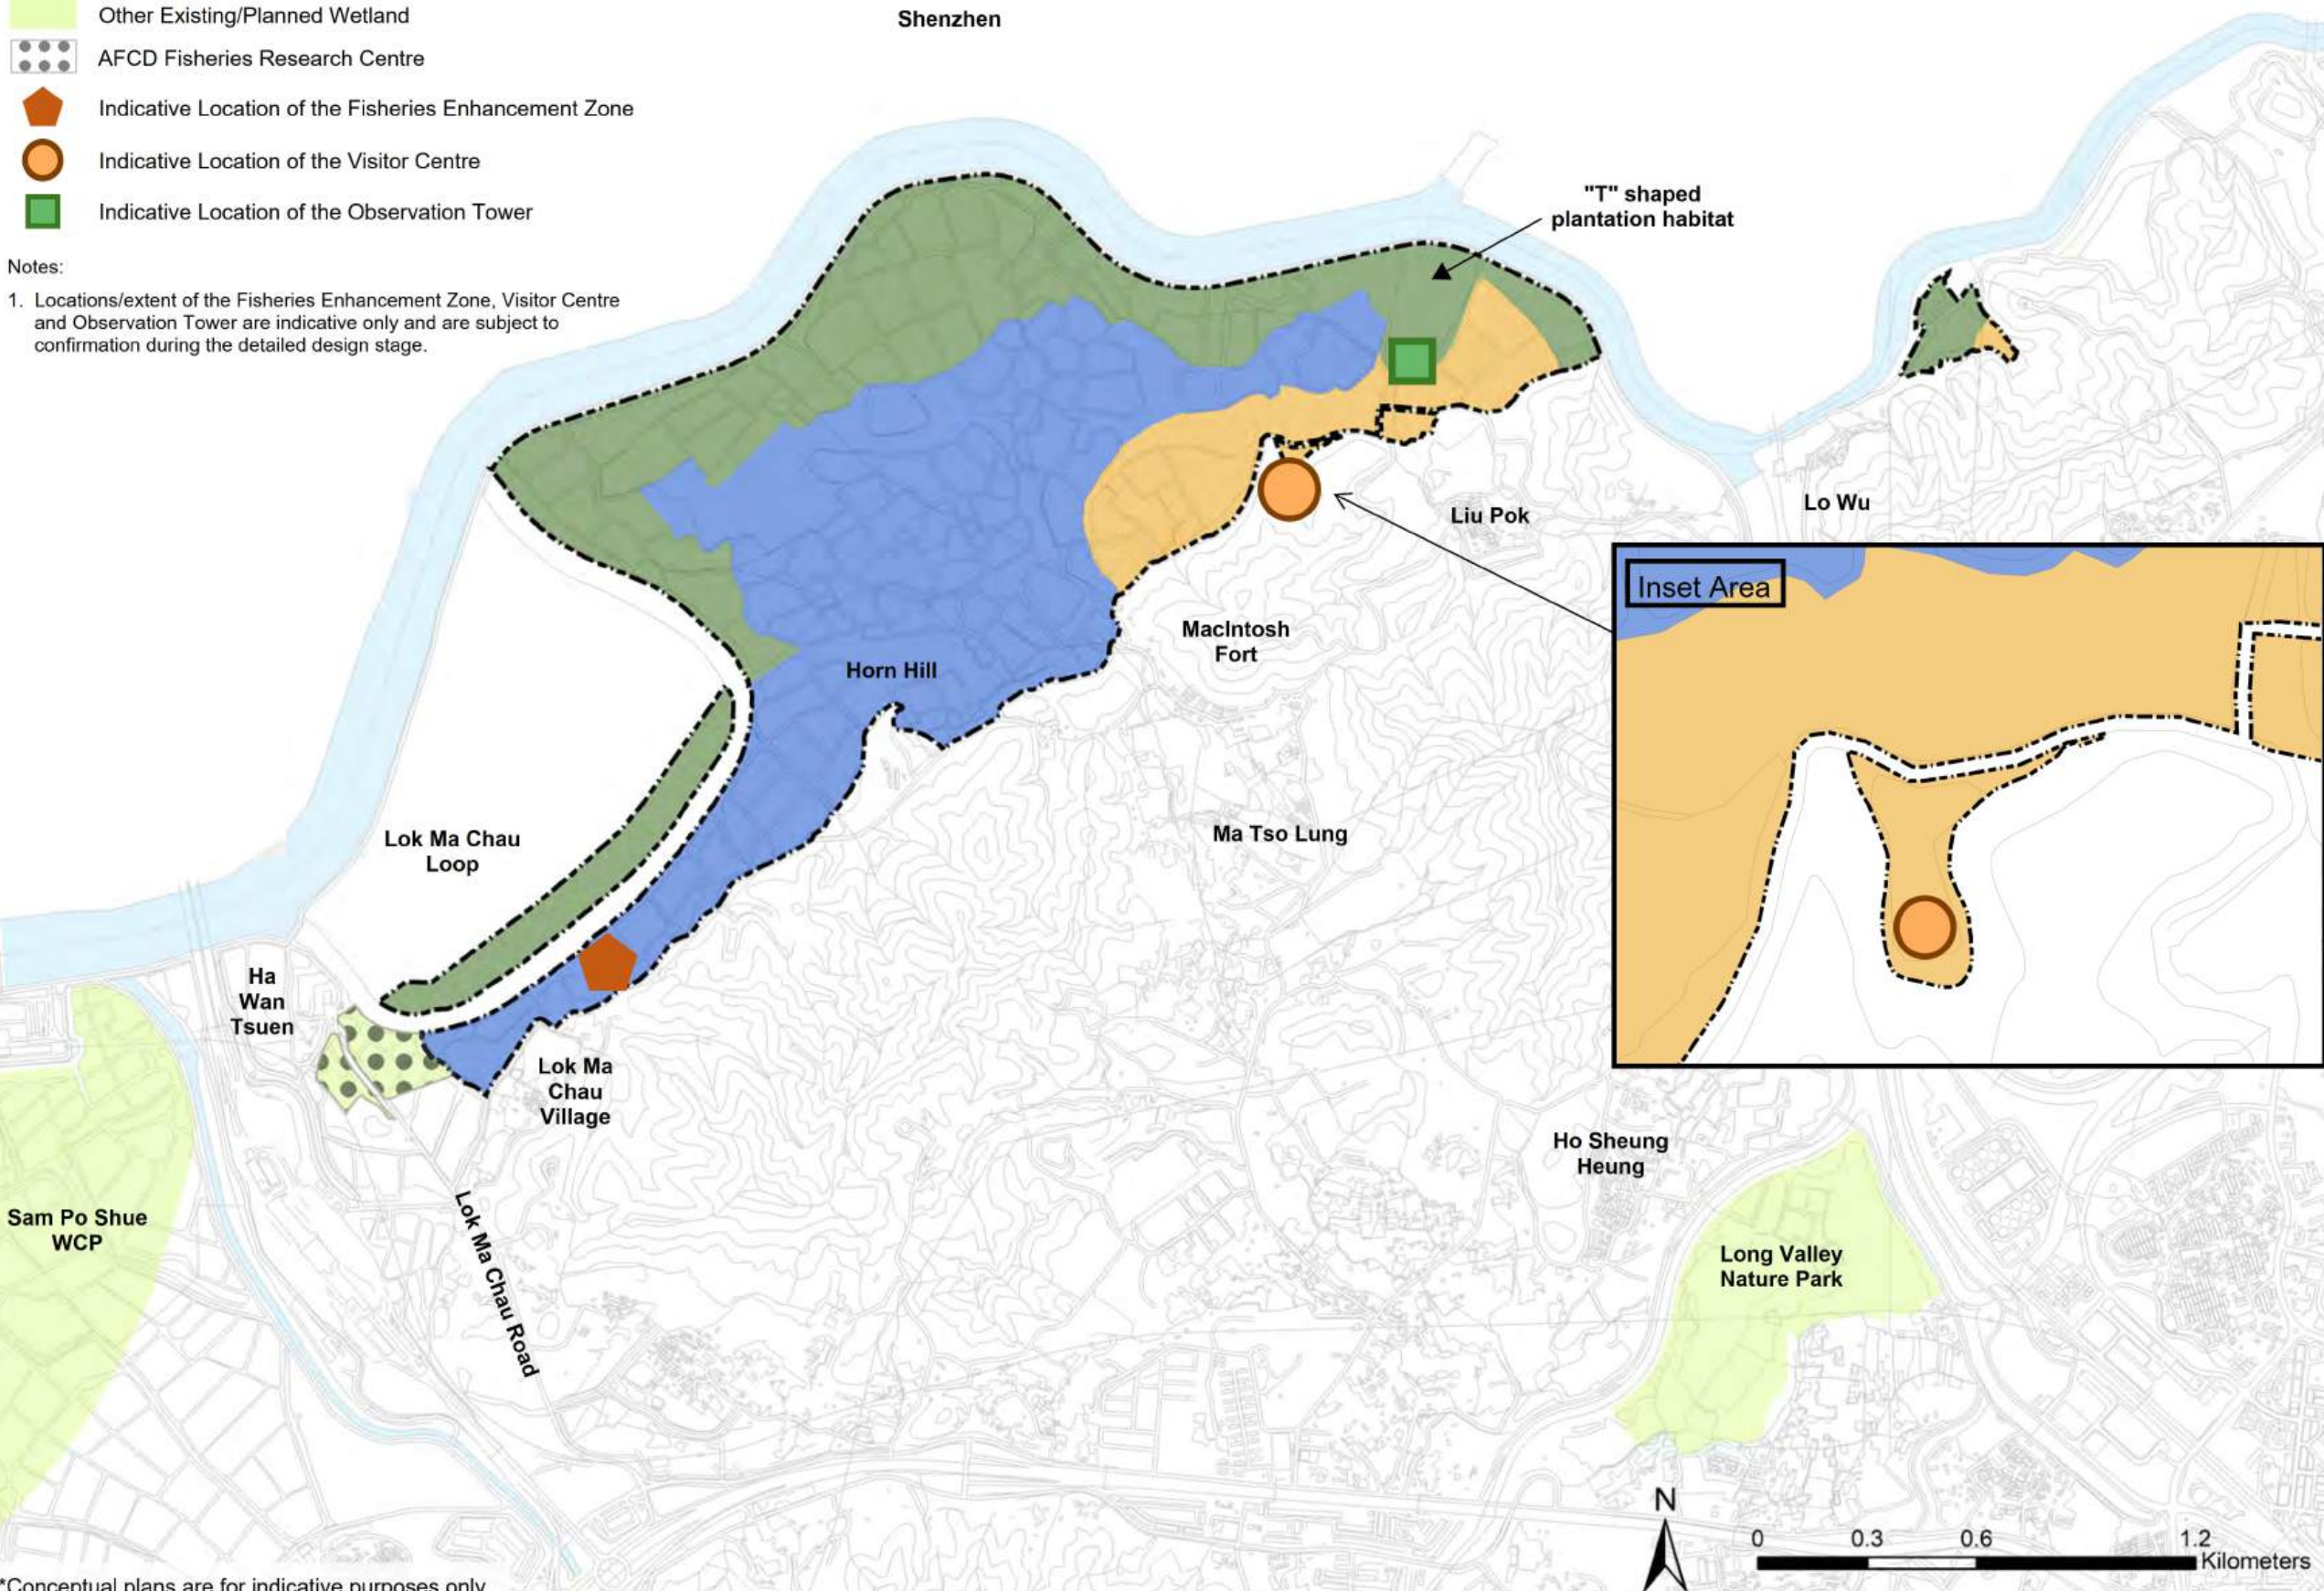 Other Existing/Planned Wetland
AFCD Fisheries Research Centre
Indicative Location of the Fisheries Enhancement Zone
Indicative Location of the Visitor Centre
Indicative Location of the Observation Tower
Notes:
1. Locations/extent of the Fisheries Enhancement Zone, Visitor Centre
and Observation Tower are indicative only and are subject to
confirmation during the detailed design stage.
Shenzhen
"T" shaped
plantation habitat
Lo Wu
Liu Pok
Inset Area
MacIntosh
Fort
Horn Hill
Lok Ma Chau
Loop
Ma Tso Lung
Ha
Wan
Tsuen
Lok Ma
Chau
Village
Ho Sheung
Heung
Sam Po Shue
WCP
Lok Ma Chau Road
Long Valley
Nature Park
N
0 0.3 0.6 1.2
Kilometers
*Conceptual plans are for indicative purposes only